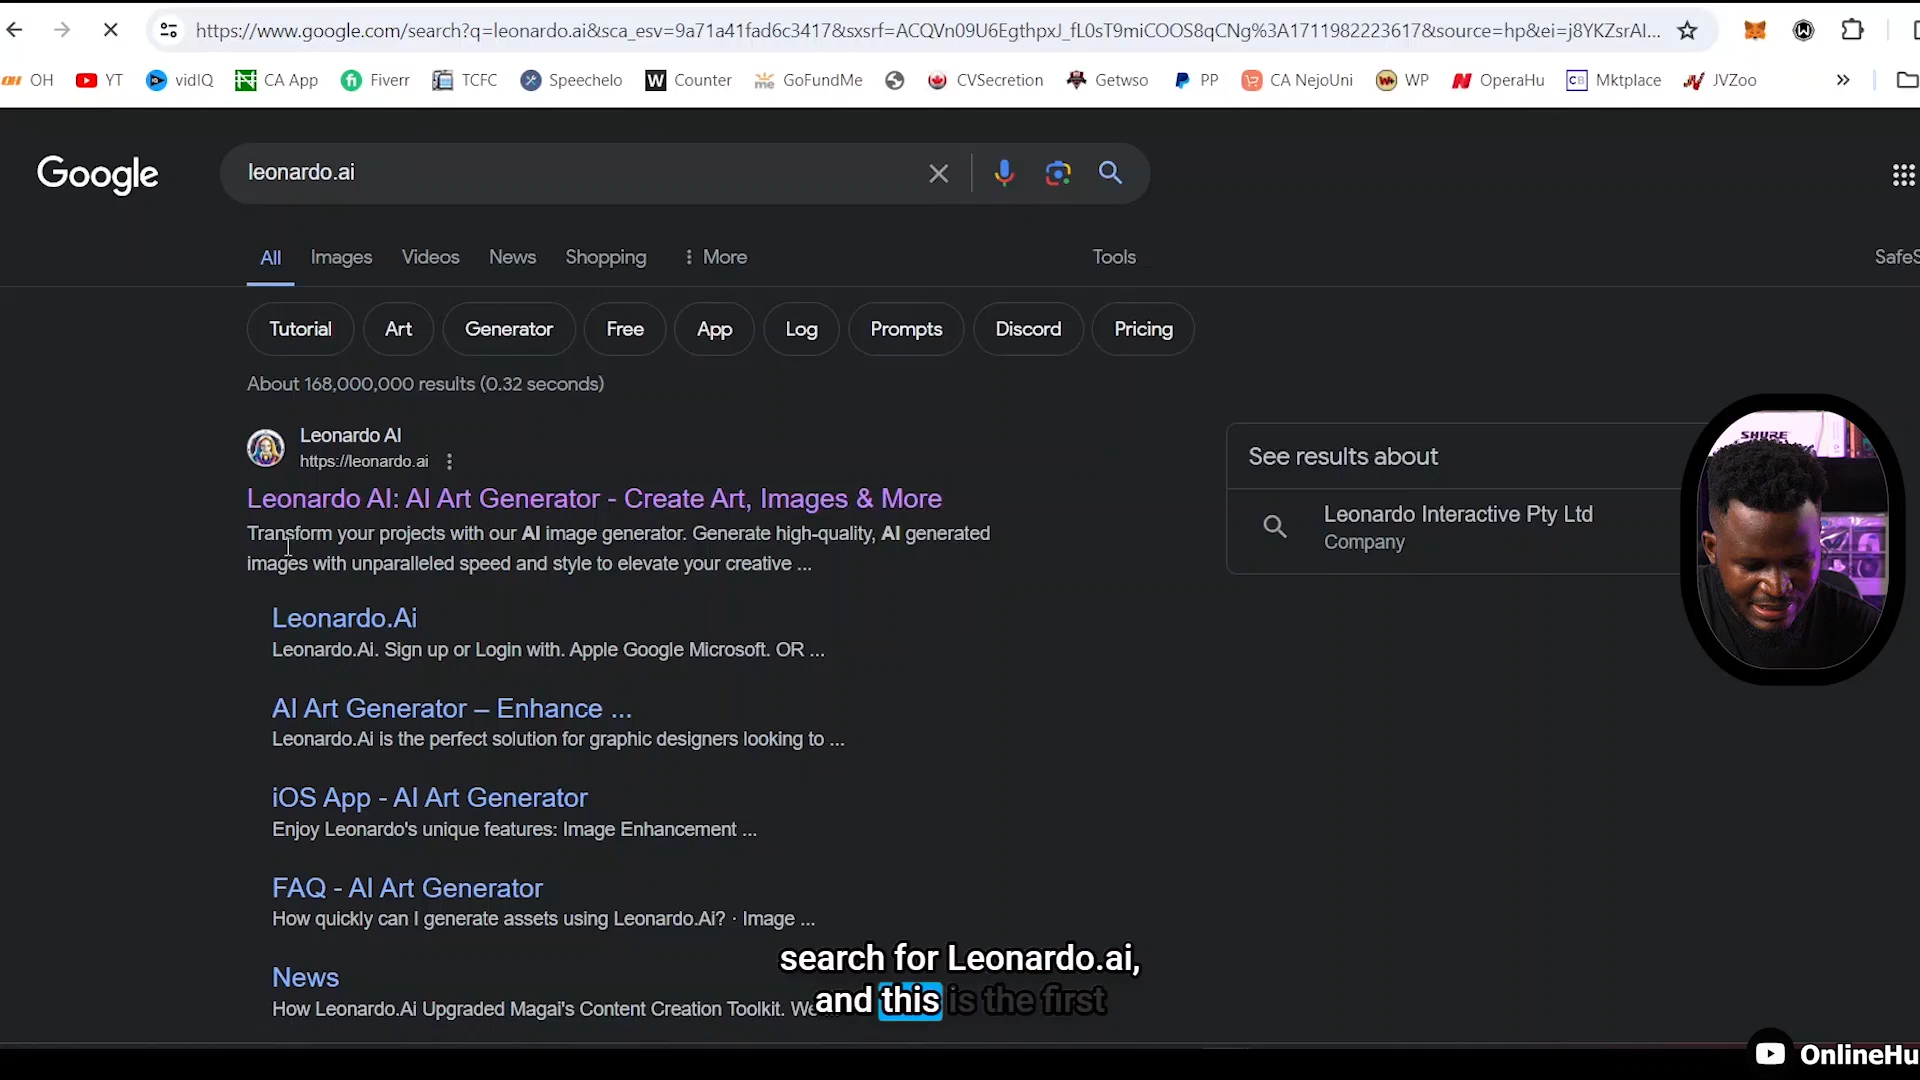 https://www.google.com/search?q=leonardo.ai&sca_esv=9a71a41fad6c3417&sxsrf=ACQVn09U6EgthpxJ_fL0sT9miCOOS8qCNg%3A1711982223617&source=hp&ei=j8YKZsrAI...
OH YT vidIQ CA App Fiverr TCFC Speechelo Counter GoFundMe CVSecretion Getwso PP CA NejoUni WP OperaHu Mktplace JVZoo
Google
leonardo.ai
All Images Videos News Shopping More Tools SafeS
Tutorial Art Generator Free App Log Prompts Discord Pricing
About 168,000,000 results (0.32 seconds)
Leonardo AI
https://leonardo.ai
Leonardo AI: AI Art Generator - Create Art, Images & More
Transform your projects with our AI image generator. Generate high-quality, AI generated
images with unparalleled speed and style to elevate your creative ...
See results about
Leonardo Interactive Pty Ltd
Company
SHURE
Leonardo.Ai
Leonardo.Ai. Sign up or Login with. Apple Google Microsoft. OR ...
AI Art Generator – Enhance ...
Leonardo.Ai is the perfect solution for graphic designers looking to ...
iOS App - AI Art Generator
Enjoy Leonardo's unique features: Image Enhancement ...
FAQ - AI Art Generator
How quickly can I generate assets using Leonardo.Ai? · Image ...
News
How Leonardo.Ai Upgraded Magai's Content Creation Toolkit. We
search for Leonardo.ai,
and this is the first
OnlineHu